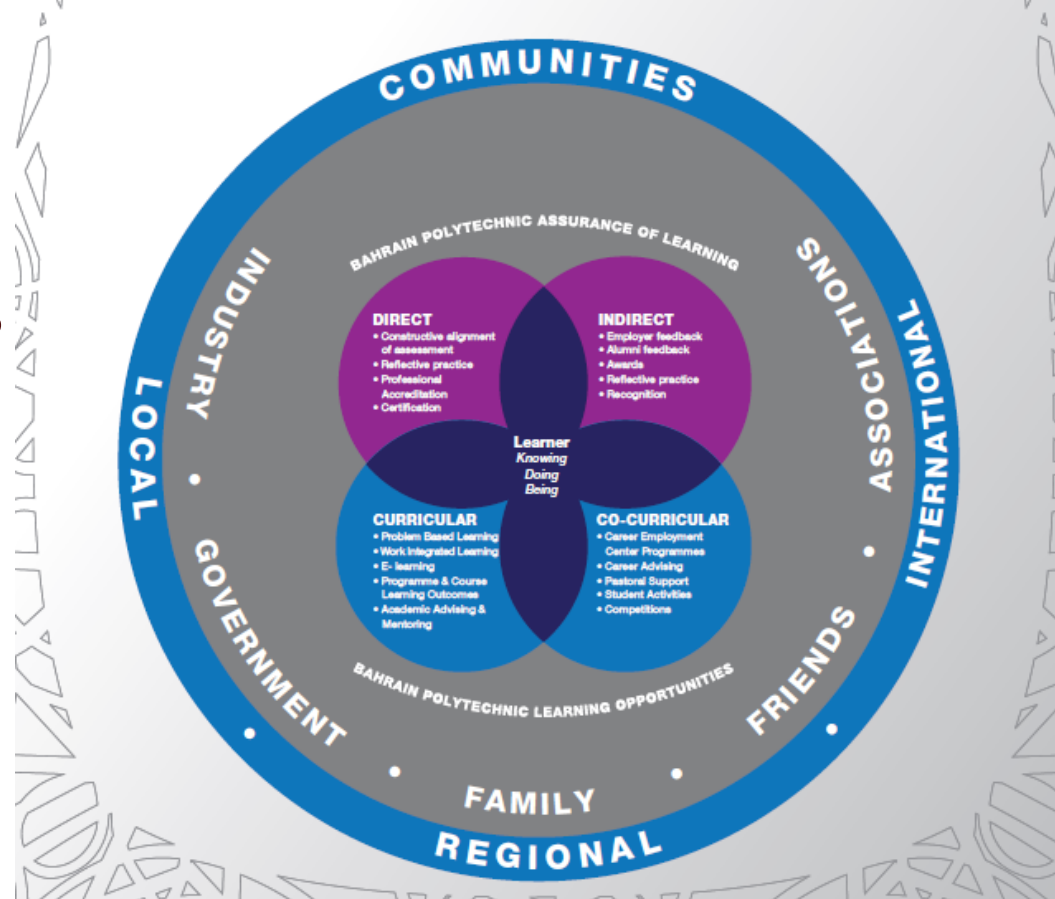 COMMUNITIES
LOCAL
INTERNATIONAL
REGIONAL
INDUSTRY
ASSOCIATIONS
GOVERNMENT
FRIENDS
FAMILY
BAHRAIN POLYTECHNIC ASSURANCE OF LEARNING
DIRECT
• Constructive alignment
of assessment
• Reflective practice
• Professional
Accreditation
• Certification
INDIRECT
• Employer feedback
• Alumni feedback
• Awards
• Reflective practice
• Recognition
Learner
Knowing
Doing
Being
CURRICULAR
• Problem Based Learning
• Work Integrated Learning
• E- learning
• Programme & Course
Learning Outcomes
• Academic Advising &
Mentoring
CO-CURRICULAR
• Career Employment
Center Programmes
• Career Advising
• Pastoral Support
• Student Activities
• Competitions
BAHRAIN POLYTECHNIC LEARNING OPPORTUNITIES